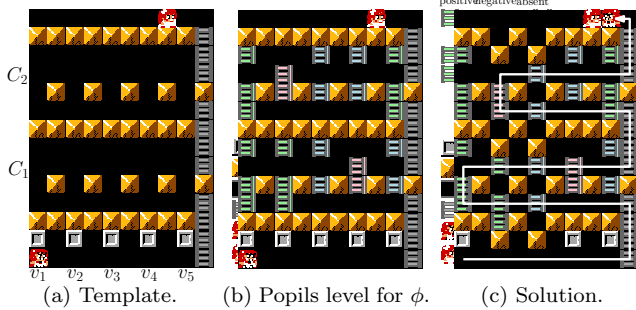 positive negative absent
C₂
C₁
v₁ v₂ v₃ v₄ v₅
(a) Template. (b) Popils level for ϕ. (c) Solution.